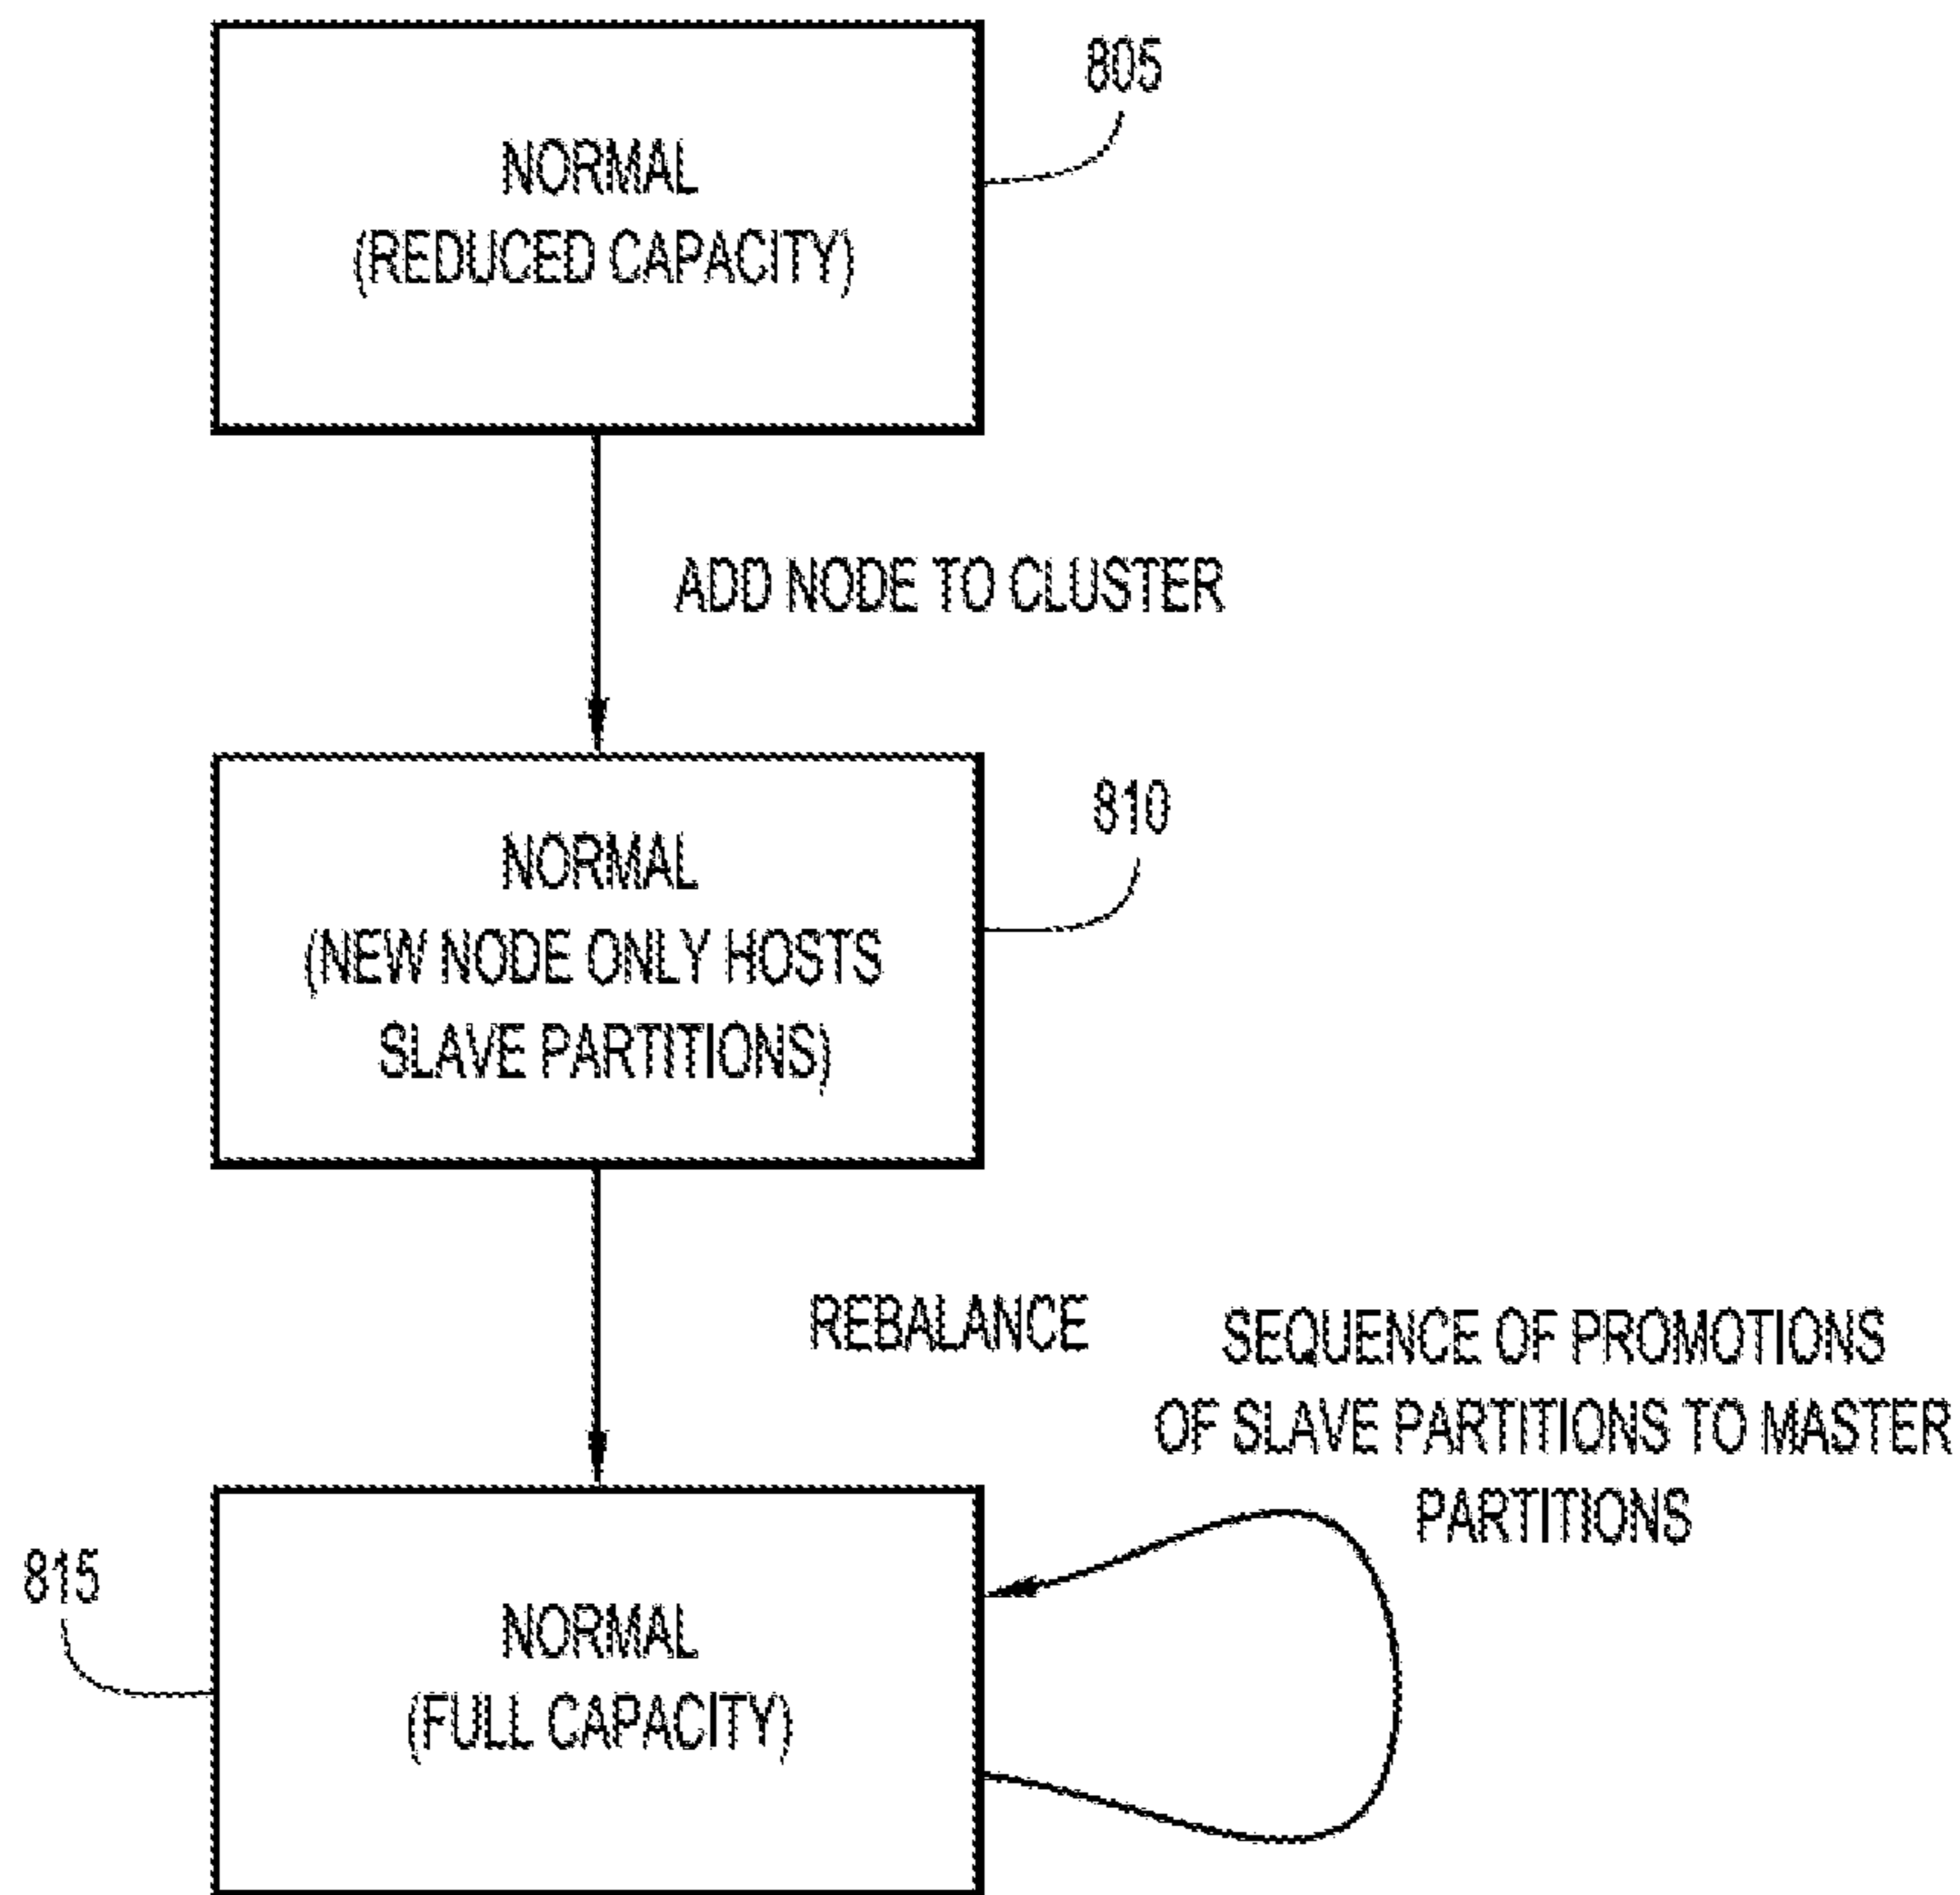 805
NORMAL
(REDUCED CAPACITY)
ADD NODE TO CLUSTER
810
NORMAL
(NEW NODE ONLY HOSTS
SLAVE PARTITIONS)
REBALANCE
SEQUENCE OF PROMOTIONS
OF SLAVE PARTITIONS TO MASTER
PARTITIONS
815
NORMAL
(FULL CAPACITY)